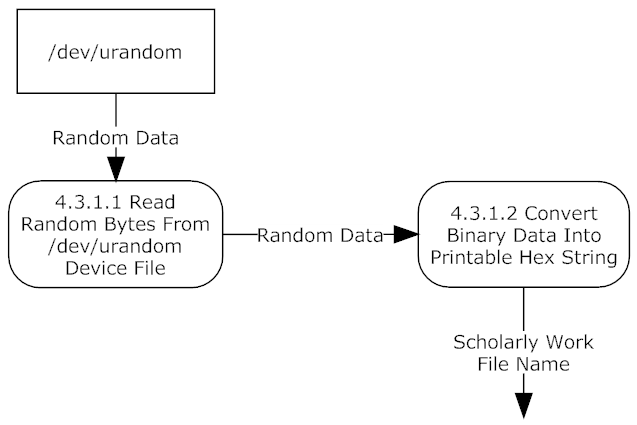 /dev/urandom
Random Data
4.3.1.1 Read
Random Bytes From
/dev/urandom
Device File
Random Data
4.3.1.2 Convert
Binary Data Into
Printable Hex String
Scholarly Work
File Name